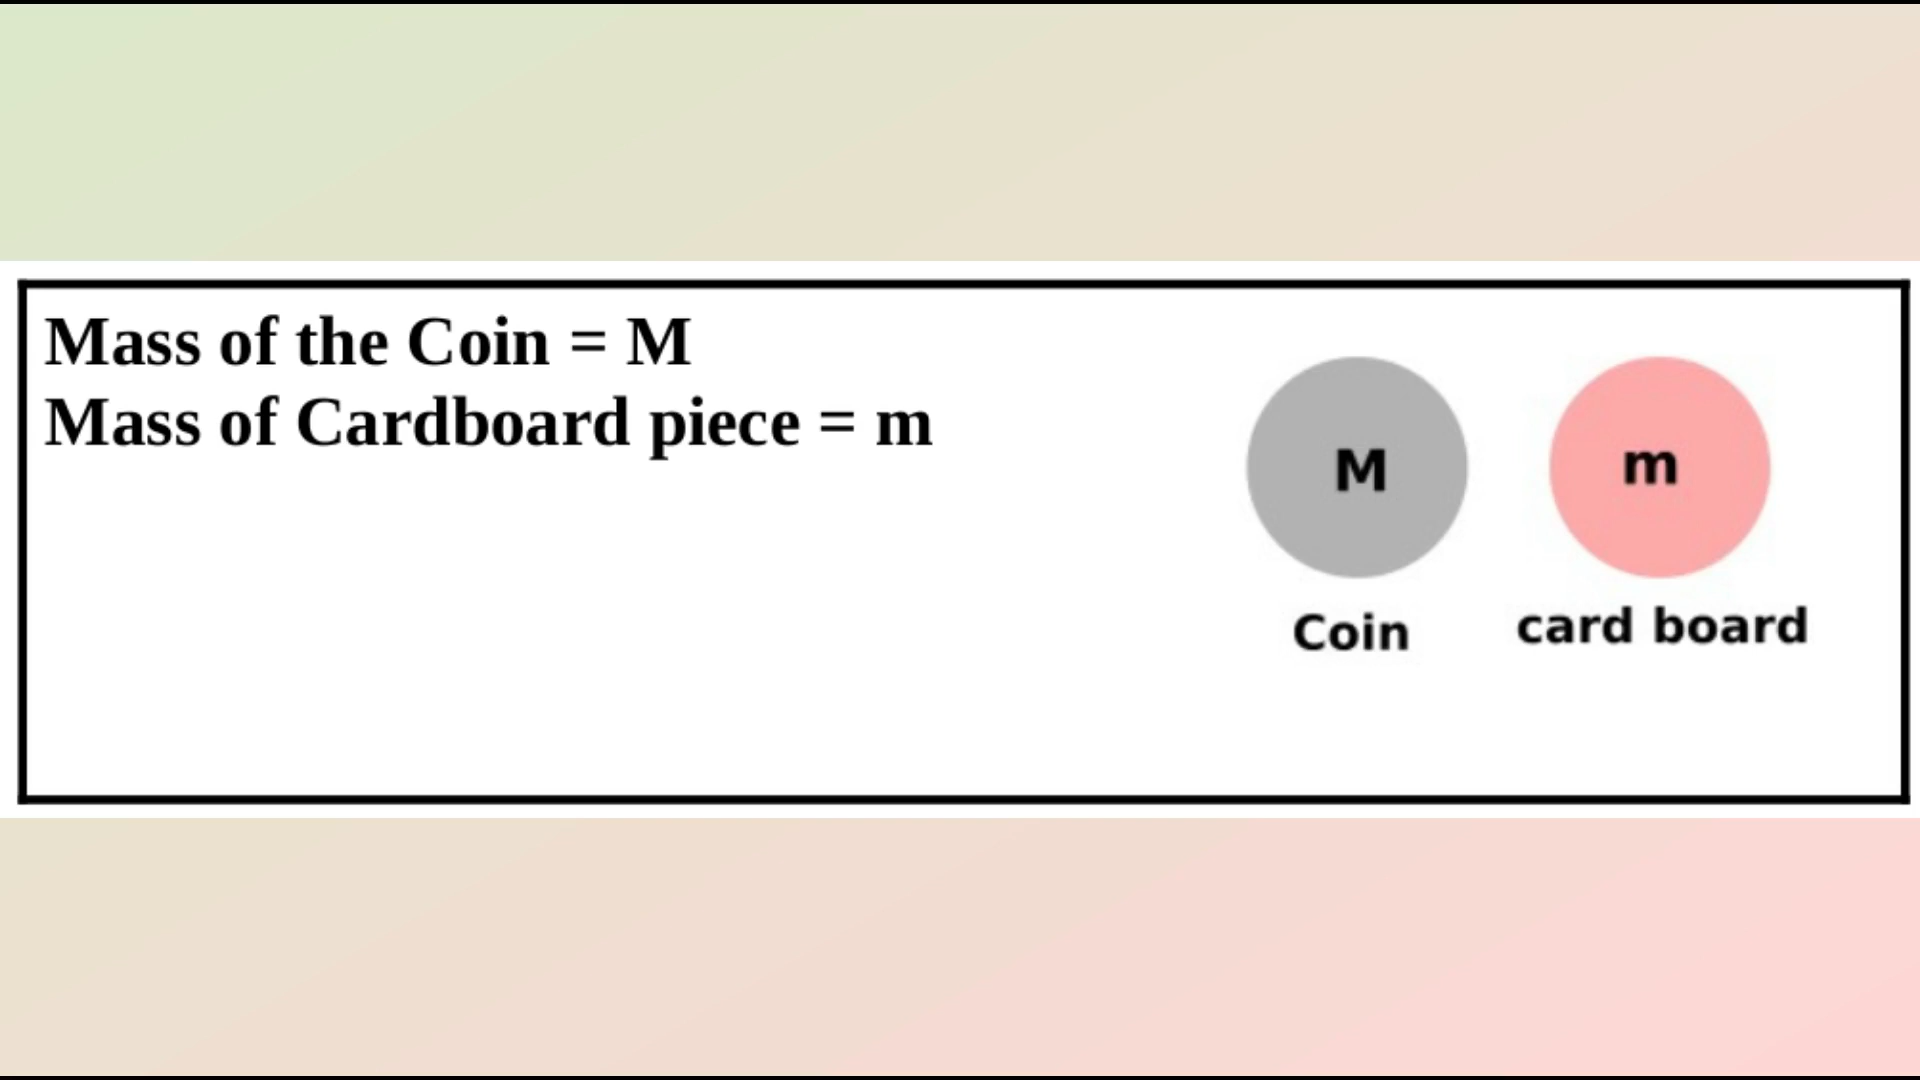 Mass of the Coin = M
Mass of Cardboard piece = m
M
m
Coin
card board